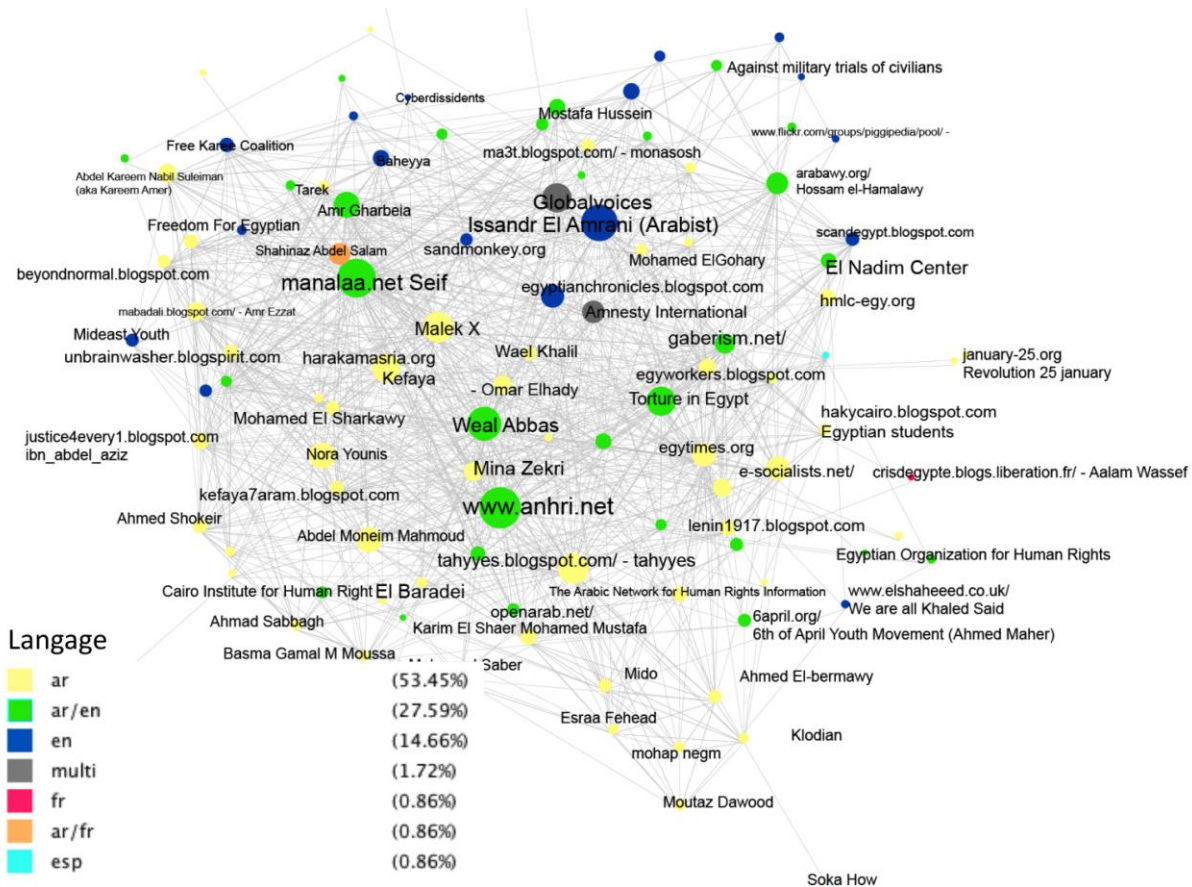 Cyberdissidents
Against military trials of civilians
Mostafa Hussein
www.flickr.com/groups/piggipedia/pool/ -
Free Karee Coalition
Baheyya
ma3t.blogspot.com/ - monasosh
Abdel Kareem Nabil Suleiman
(aka Kareem Amer)
Tarek
arabawy.org/
Hossam el-Hamalawy
Amr Gharbeia
Globalvoices
Issandr El Amrani (Arabist)
Freedom For Egyptian
scandegypt.blogspot.com
Shahinaz Abdel Salam
sandmonkey.org
Mohamed ElGohary
El Nadim Center
beyondnormal.blogspot.com
manalaa.net Seif
egyptianchronicles.blogspot.com
hmlc-egy.org
mabadali.blogspot.com/ - Amr Ezzat
Amnesty International
Mideast Youth
Malek X
gaberism.net/
unbrainwasher.blogspirit.com
harakamasria.org
Kefaya
Wael Khalil
egyworkers.blogspot.com
january-25.org
Revolution 25 january
- Omar Elhady
Torture in Egypt
Mohamed El Sharkawy
Weal Abbas
hakycairo.blogspot.com
Egyptian students
justice4every1.blogspot.com
ibn_abdel_aziz
Nora Younis
egytimes.org
Mina Zekri
e-socialists.net/
crisdegypte.blogs.liberation.fr/ - Aalam Wassef
kefaya7aram.blogspot.com
www.anhri.net
Ahmed Shokeir
Abdel Moneim Mahmoud
lenin1917.blogspot.com
tahyyes.blogspot.com/ - tahyyes
Egyptian Organization for Human Rights
Cairo Institute for Human Right
El Baradei
The Arabic Network for Human Rights Information
www.elshaheeed.co.uk/
We are all Khaled Said
openarab.net/
Ahmad Sabbagh
Karim El Shaer Mohamed Mustafa
6april.org/
6th of April Youth Movement (Ahmed Maher)
Basma Gamal M Moussa
Saber
Mido
Ahmed El-bermawy
Esraa Fehead
Klodian
mohap negm
Moutaz Dawood
Soka How
Langage
ar (53.45%)
ar/en (27.59%)
en (14.66%)
multi (1.72%)
fr (0.86%)
ar/fr (0.86%)
esp (0.86%)